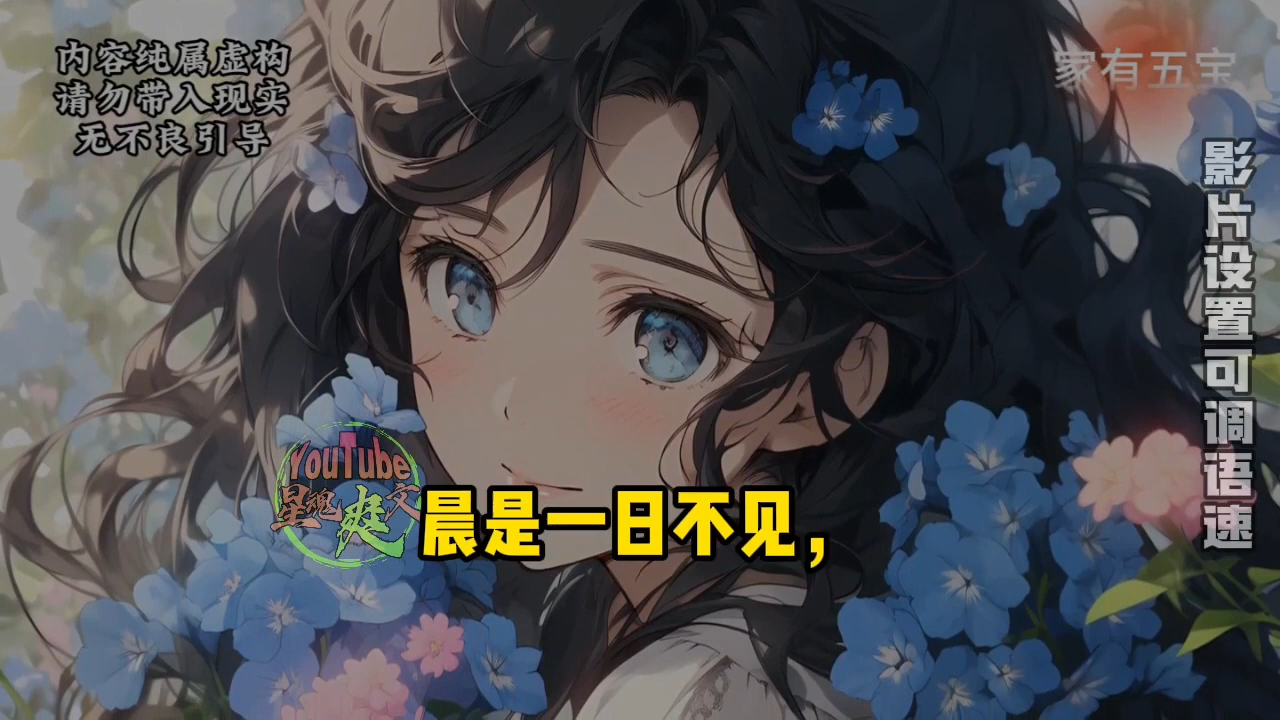 内容纯属虚构
请勿带入现实
无不良引导
家有五宝
影片设置可调语速
YouTube
星魂爽文
晨是一日不见，